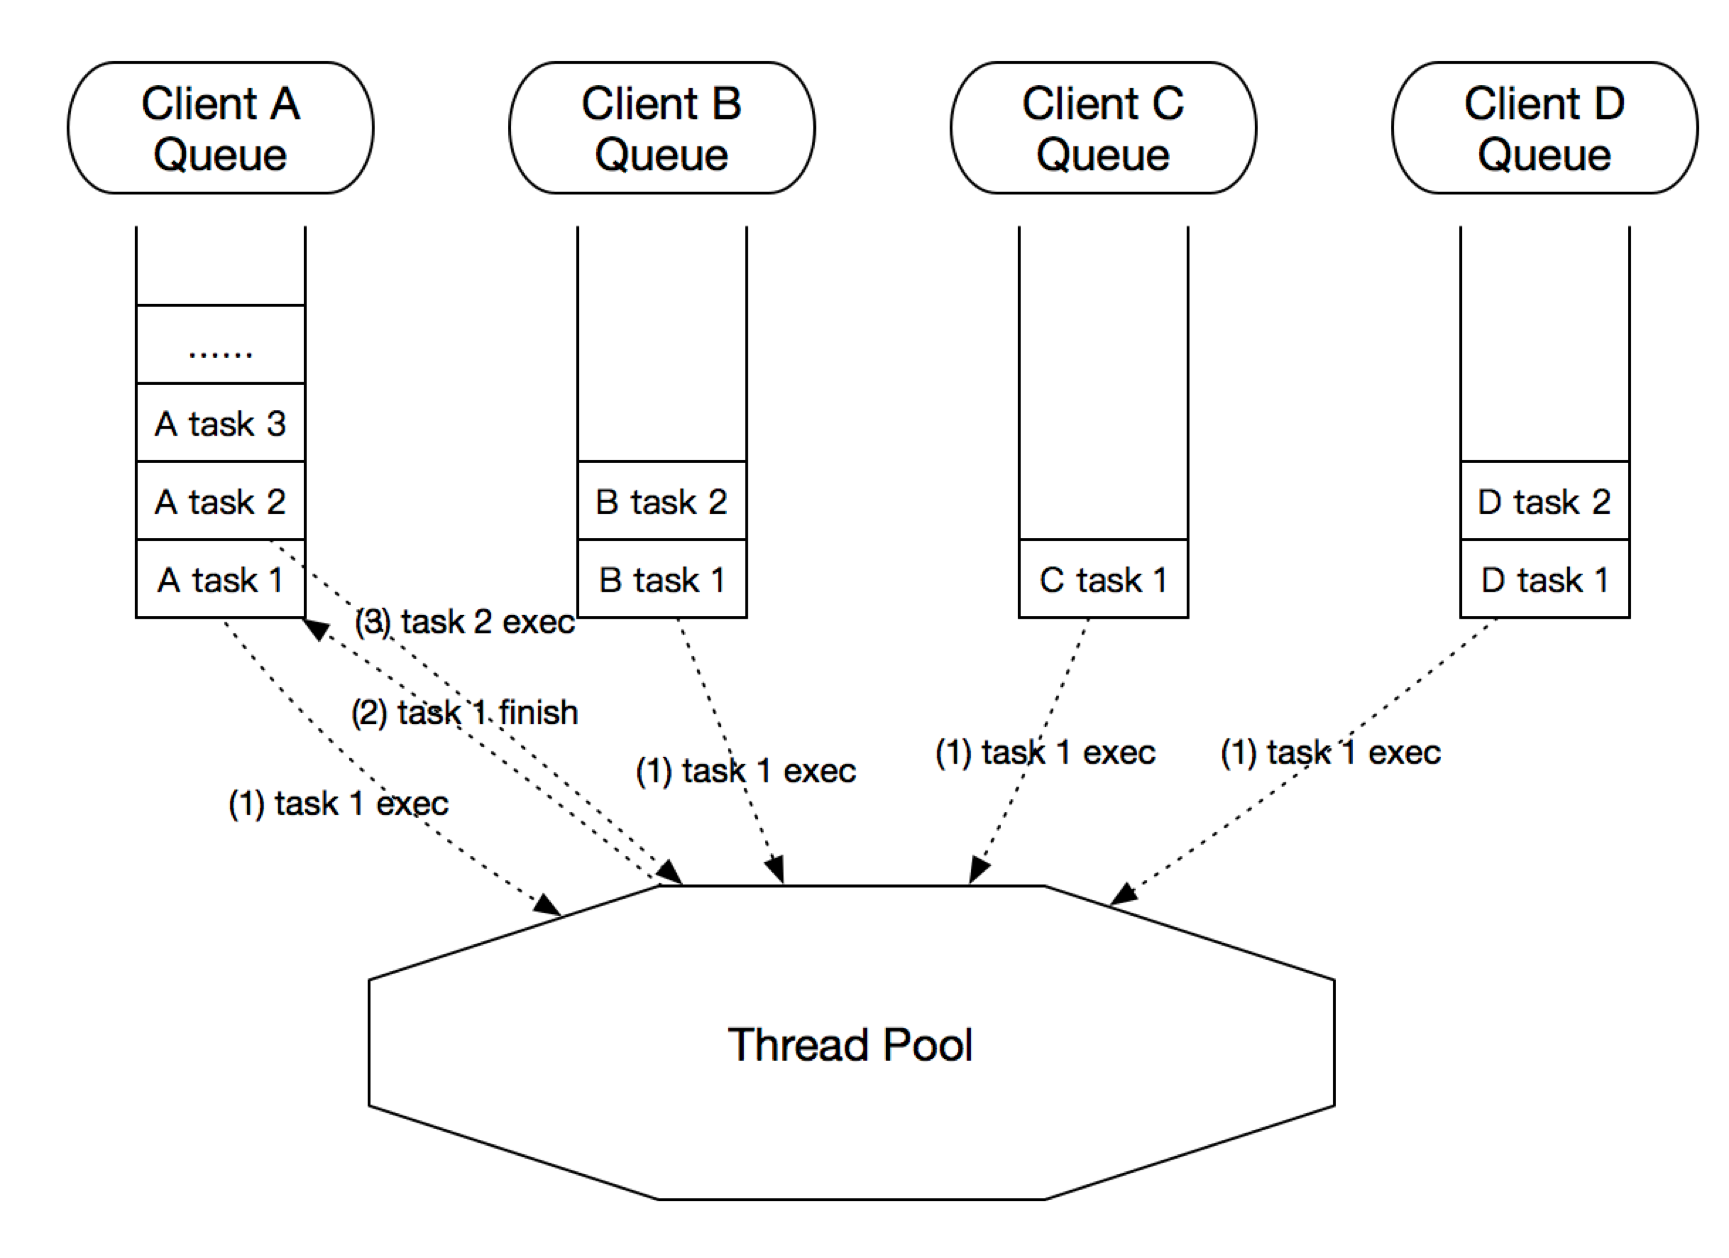 Client A
Queue
Client B
Queue
Client C
Queue
Client D
Queue
......
A task 3
A task 2
A task 1
B task 2
B task 1
C task 1
D task 2
D task 1
(3) task 2 exec
(2) task 1 finish
(1) task 1 exec
(1) task 1 exec
(1) task 1 exec
(1) task 1 exec
Thread Pool